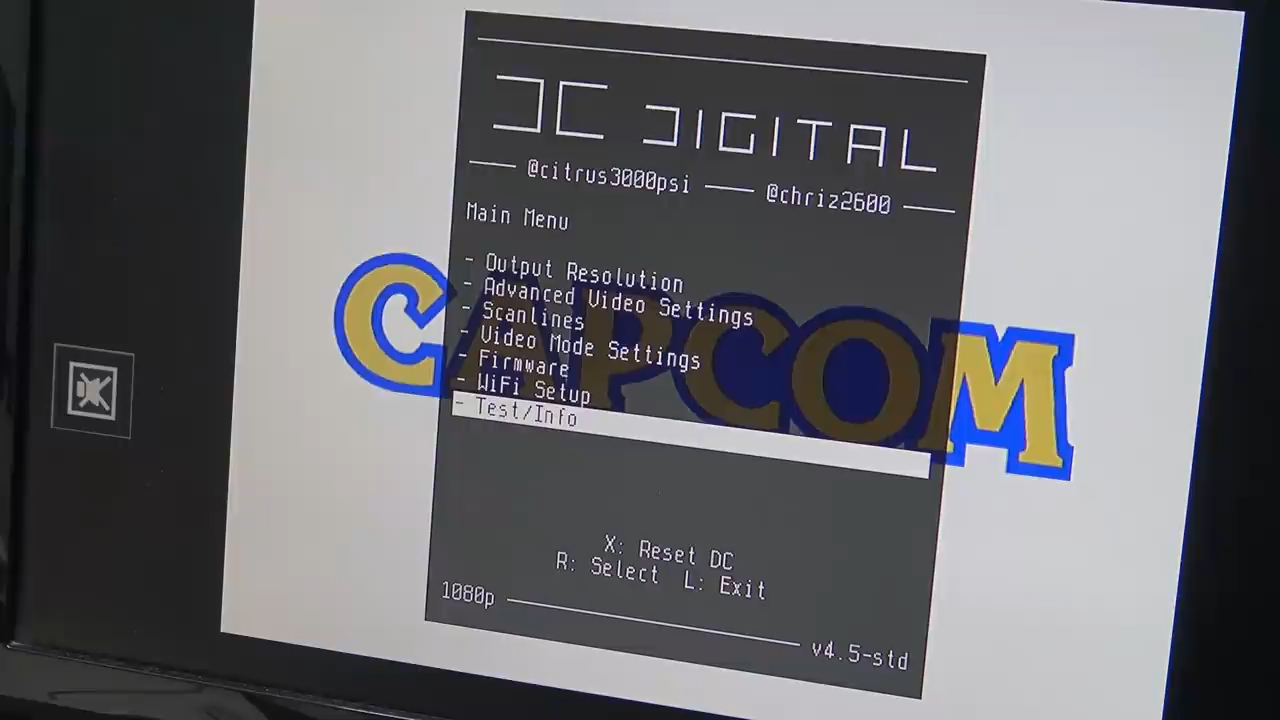 DC DIGITAL
@citrus3000psi @chriz2600
Main Menu
- Output Resolution
- Advanced Video Settings
- Scanlines
- Video Mode Settings
- Firmware
- WiFi Setup
- Test/Info
CAPCOM
X: Reset DC
R: Select L: Exit
1080p
v4.5-std